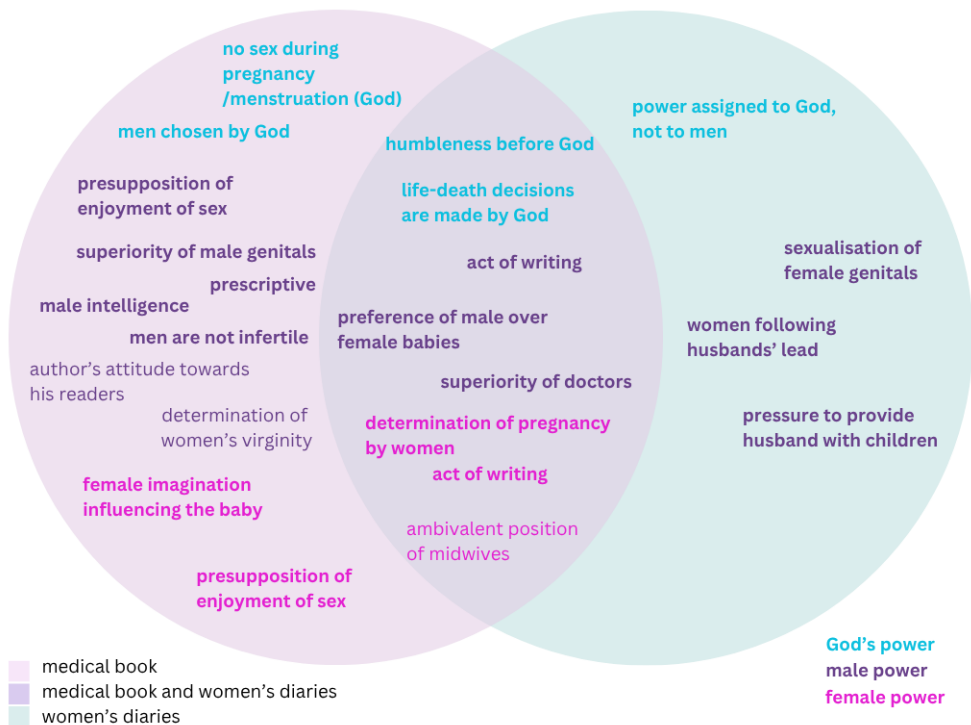 no sex during
pregnancy
/menstruation (God)
men chosen by God
presupposition of
enjoyment of sex
superiority of male genitals
prescriptive
male intelligence
men are not infertile
author's attitude towards
his readers
determination of
women's virginity
female imagination
influencing the baby
presupposition of
enjoyment of sex
humbleness before God
life-death decisions
are made by God
act of writing
preference of male over
female babies
superiority of doctors
determination of pregnancy
by women
act of writing
ambivalent position
of midwives
power assigned to God,
not to men
sexualisation of
female genitals
women following
husbands' lead
pressure to provide
husband with children
medical book
medical book and women's diaries
women's diaries
God's power
male power
female power